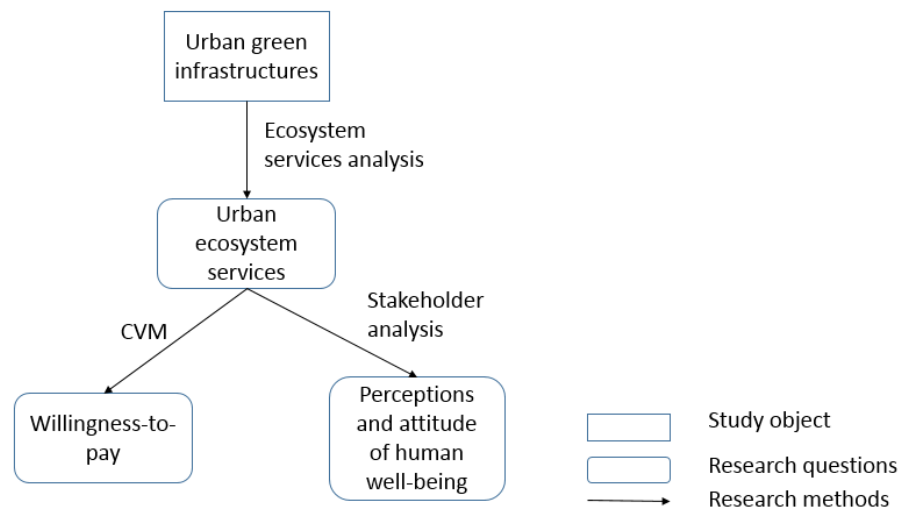 Urban green
infrastructures
Ecosystem
services analysis
Urban
ecosystem
services
CVM
Stakeholder
analysis
Willingness-to-
pay
Perceptions
and attitude
of human
well-being
Study object
Research questions
Research methods